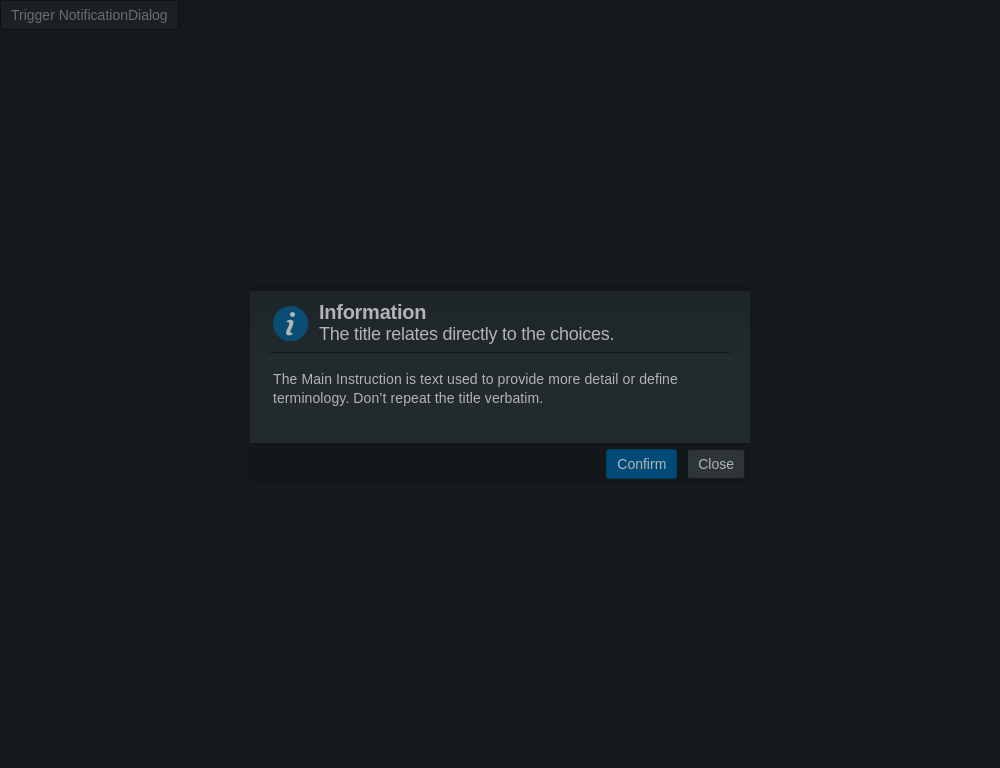 Trigger NotificationDialog
Information
The title relates directly to the choices.
The Main Instruction is text used to provide more detail or define
terminology. Don’t repeat the title verbatim.
Confirm Close